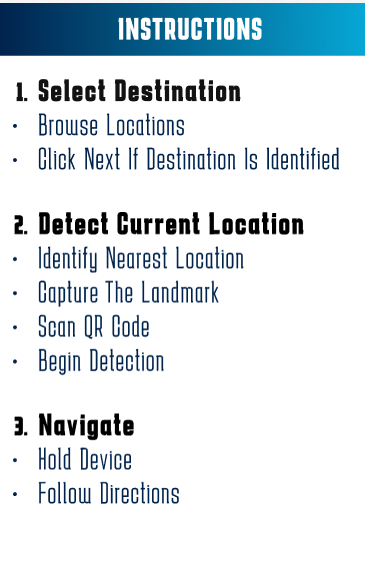 INSTRUCTIONS
1. Select Destination
• Browse Locations
• Click Next If Destination Is Identified
2. Detect Current Location
• Identify Nearest Location
• Capture The Landmark
• Scan QR Code
• Begin Detection
3. Navigate
• Hold Device
• Follow Directions